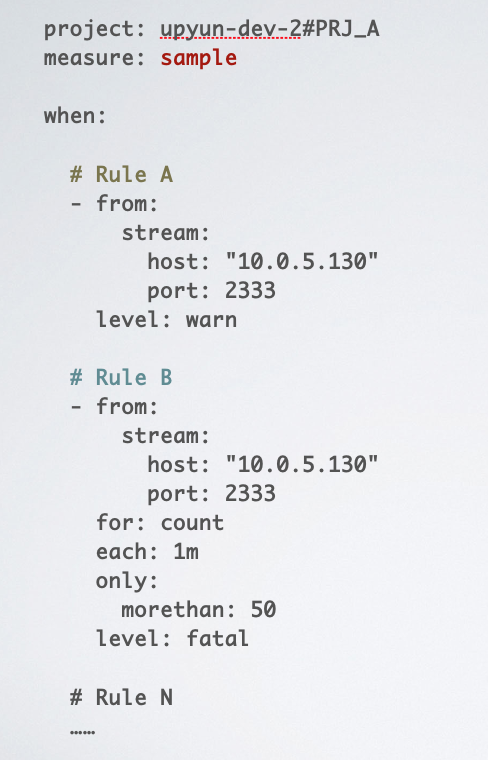 project: upyun-dev-2#PRJ_A
measure: sample
when:
# Rule A
- from:
stream:
host: "10.0.5.130"
port: 2333
level: warn
# Rule B
- from:
stream:
host: "10.0.5.130"
port: 2333
for: count
each: 1m
only:
morethan: 50
level: fatal
# Rule N
……